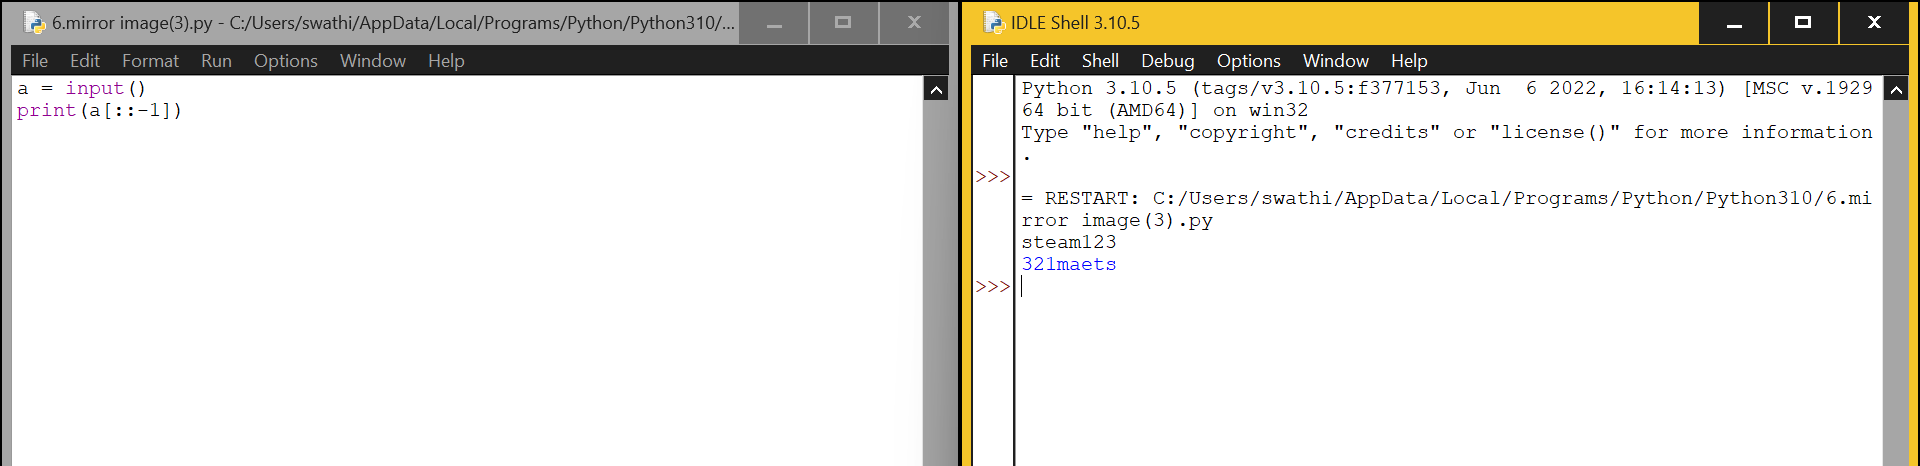 6.mirror image(3).py - C:/Users/swathi/AppData/Local/Programs/Python/Python310/...
File Edit Format Run Options Window Help
a = input()
print(a[::-1])
IDLE Shell 3.10.5
File Edit Shell Debug Options Window Help
Python 3.10.5 (tags/v3.10.5:f377153, Jun  6 2022, 16:14:13) [MSC v.1929
64 bit (AMD64)] on win32
Type "help", "copyright", "credits" or "license()" for more information
.
>>>
= RESTART: C:/Users/swathi/AppData/Local/Programs/Python/Python310/6.mi
rror image(3).py
steam123
321maets
>>>